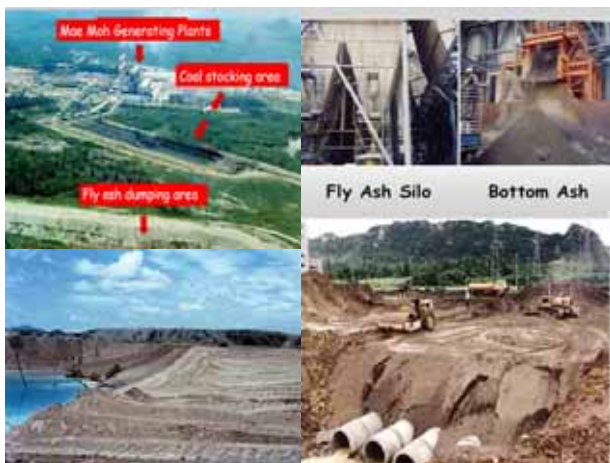 Mae Moh Generating Plants
Coal stocking area
Fly ash dumping area
Fly Ash Silo
Bottom Ash